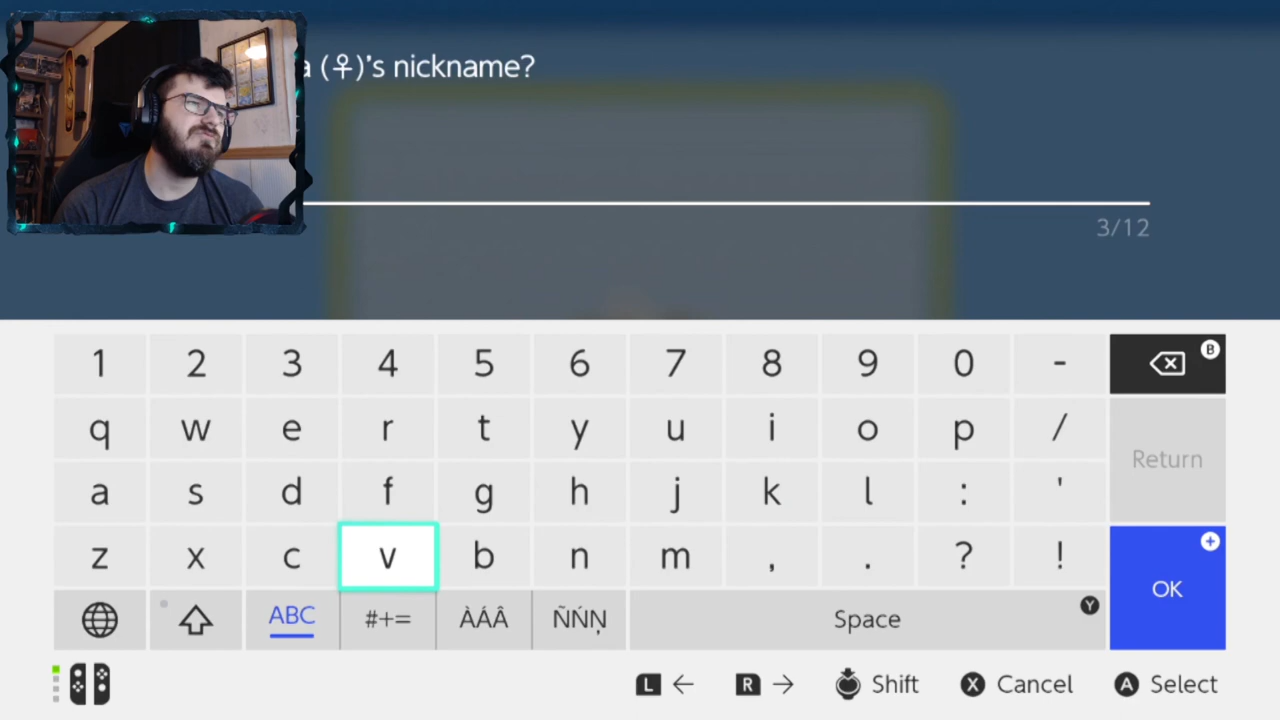 a (♀)'s nickname?
3/12
1 2 3 4 5 6 7 8 9 0 - B
q w e r t y u i o p / Return
a s d f g h j k l : '
z x c v b n m , . ? ! + OK
ABC #+= ÀÁÂ ÑŃŅ Space Y
L ← R → Shift X Cancel A Select